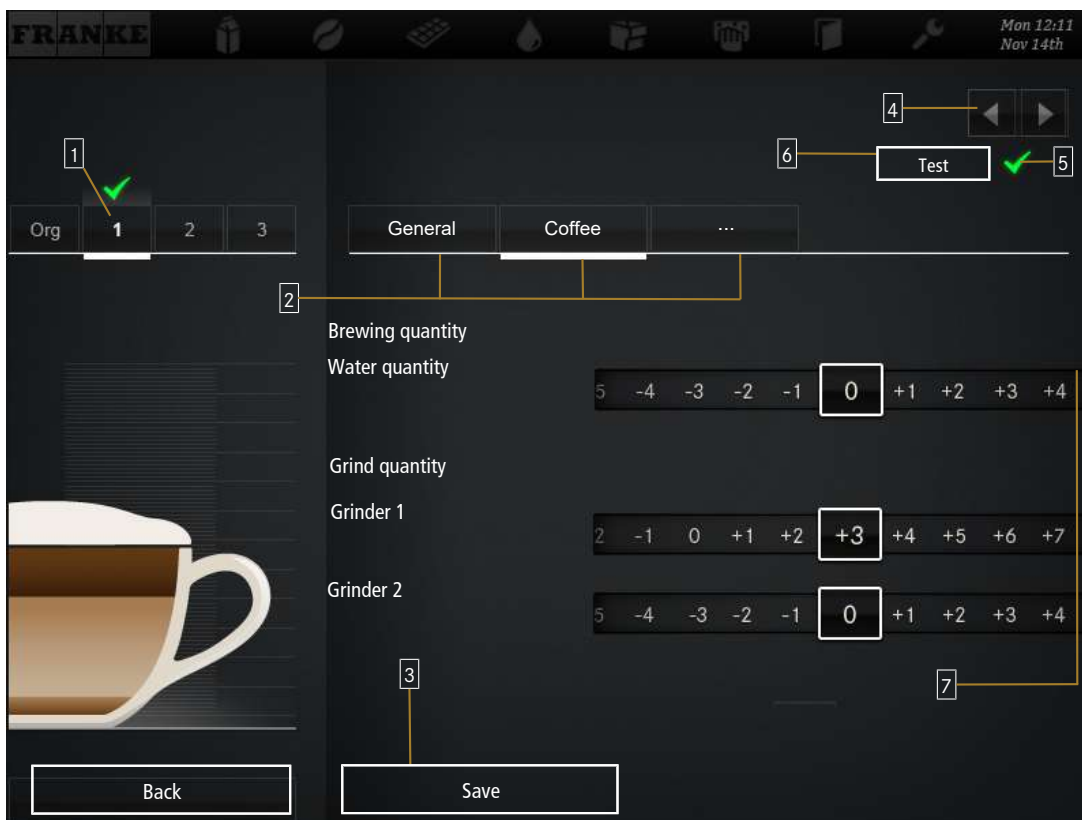 FRANKE
Mon 12:11
Nov 14th
4
1
6
Test
5
Org 1 2 3
General Coffee ...
2
Brewing quantity
Water quantity
5 -4 -3 -2 -1 0 +1 +2 +3 +4
Grind quantity
Grinder 1
2 -1 0 +1 +2 +3 +4 +5 +6 +7
Grinder 2
5 -4 -3 -2 -1 0 +1 +2 +3 +4
3
7
Back
Save